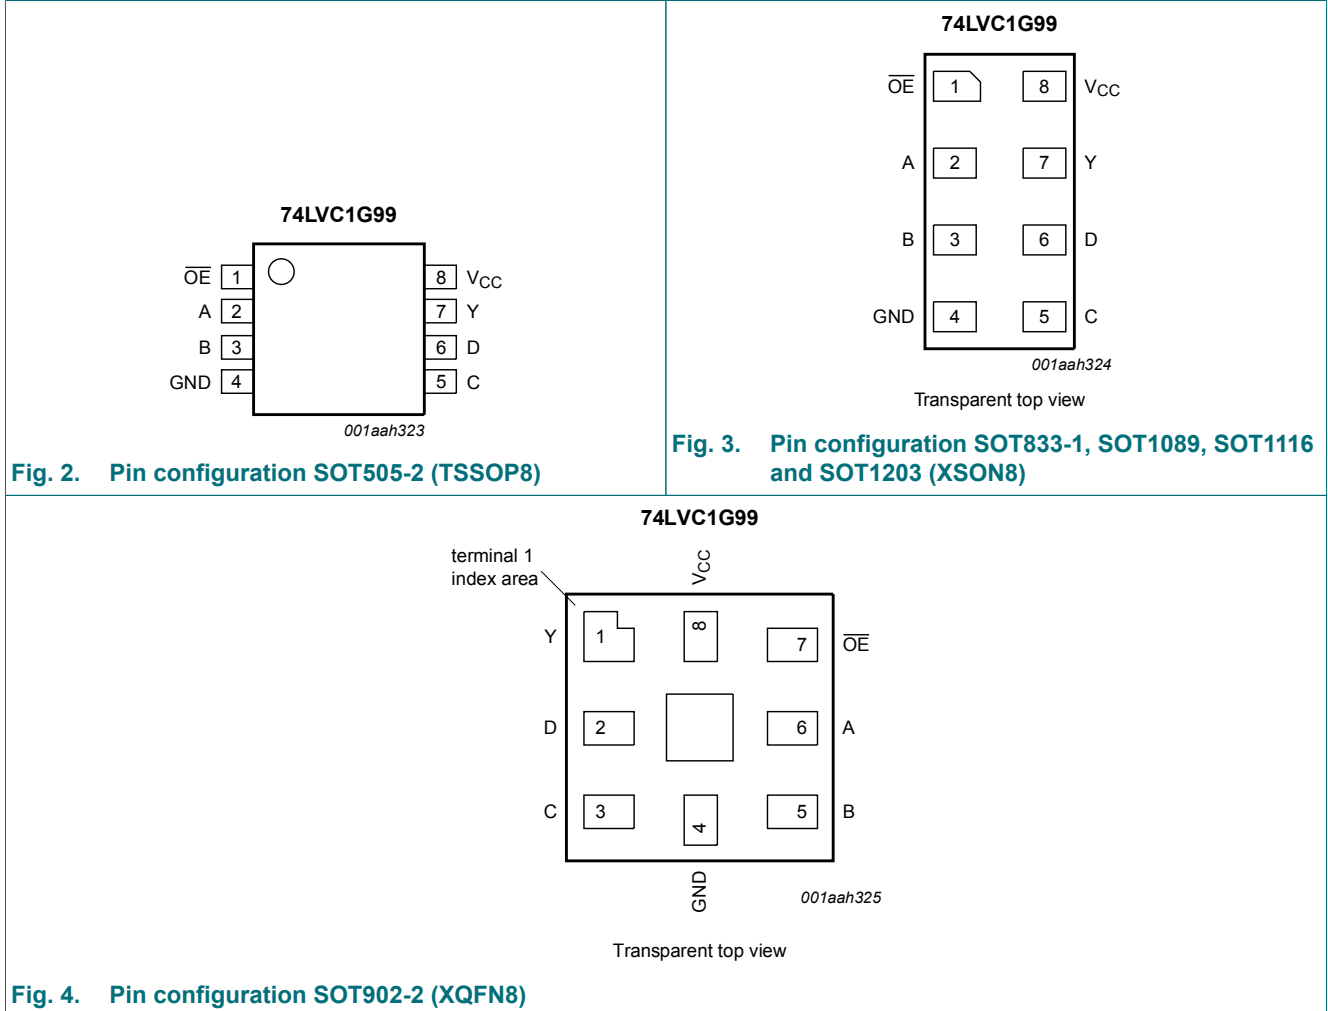 74LVC1G99
OE 1 8 VCC
A 2 7 Y
B 3 6 D
GND 4 5 C
001aah323
Fig. 2. Pin configuration SOT505-2 (TSSOP8)
74LVC1G99
OE 1 8 VCC
A 2 7 Y
B 3 6 D
GND 4 5 C
001aah324
Transparent top view
Fig. 3. Pin configuration SOT833-1, SOT1089, SOT1116
and SOT1203 (XSON8)
74LVC1G99
terminal 1
index area
VCC
Y 1 8 7 OE
D 2 6 A
C 3 4 5 B
GND
001aah325
Transparent top view
Fig. 4. Pin configuration SOT902-2 (XQFN8)